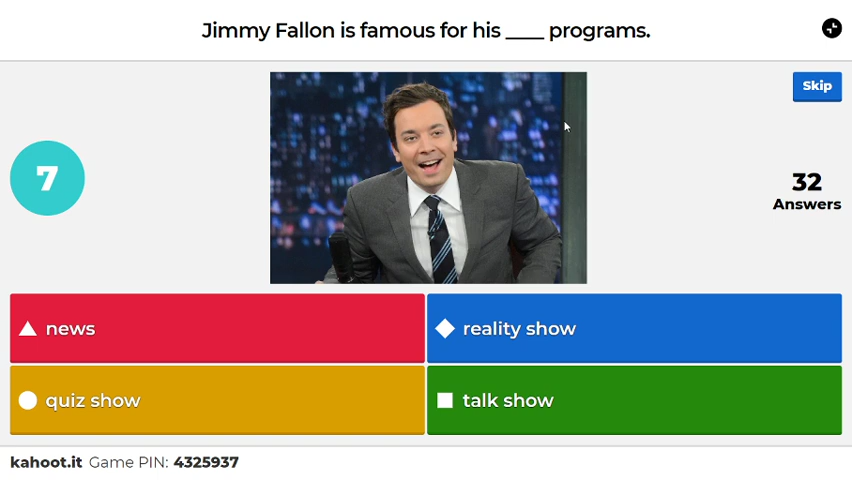 Jimmy Fallon is famous for his ____ programs.
Skip
7
32
Answers
news
reality show
quiz show
talk show
kahoot.it Game PIN: 4325937